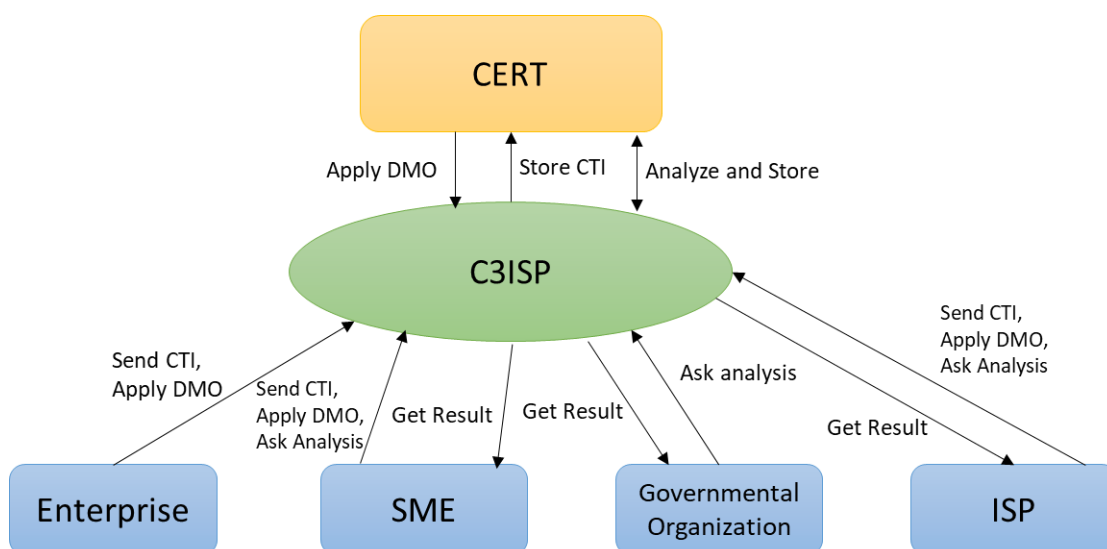 CERT
Apply DMO
Store CTI
Analyze and Store
C3ISP
Send CTI,
Apply DMO
Send CTI,
Apply DMO,
Ask Analysis
Get Result
Get Result
Ask analysis
Get Result
Send CTI,
Apply DMO,
Ask Analysis
Enterprise
SME
Governmental
Organization
ISP